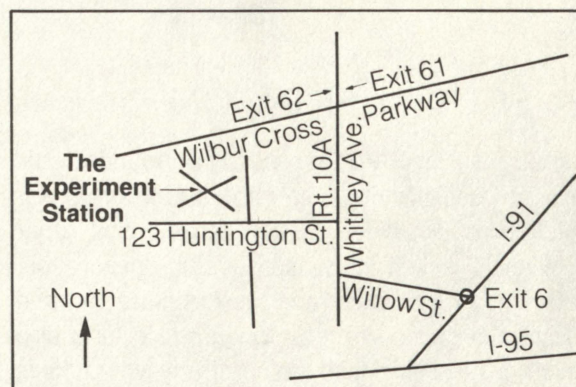 Exit 62
Exit 61
Wilbur Cross
Parkway
The
Experiment
Station
Rt. 10A
Whitney Ave.
123 Huntington St.
I-91
North
Willow St.
Exit 6
I-95